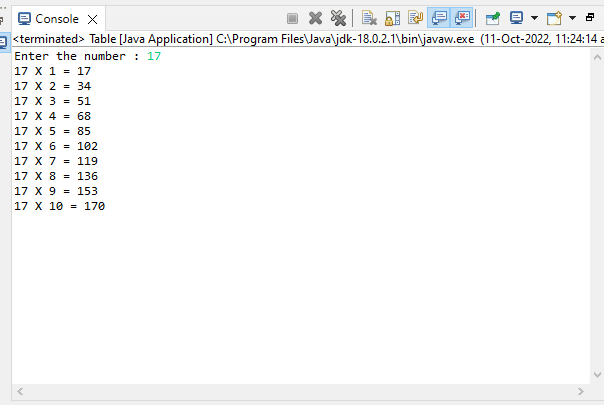 Console
<terminated> Table [Java Application] C:\Program Files\Java\jdk-18.0.2.1\bin\javaw.exe (11-Oct-2022, 11:24:14 a
Enter the number : 17
17 X 1 = 17
17 X 2 = 34
17 X 3 = 51
17 X 4 = 68
17 X 5 = 85
17 X 6 = 102
17 X 7 = 119
17 X 8 = 136
17 X 9 = 153
17 X 10 = 170